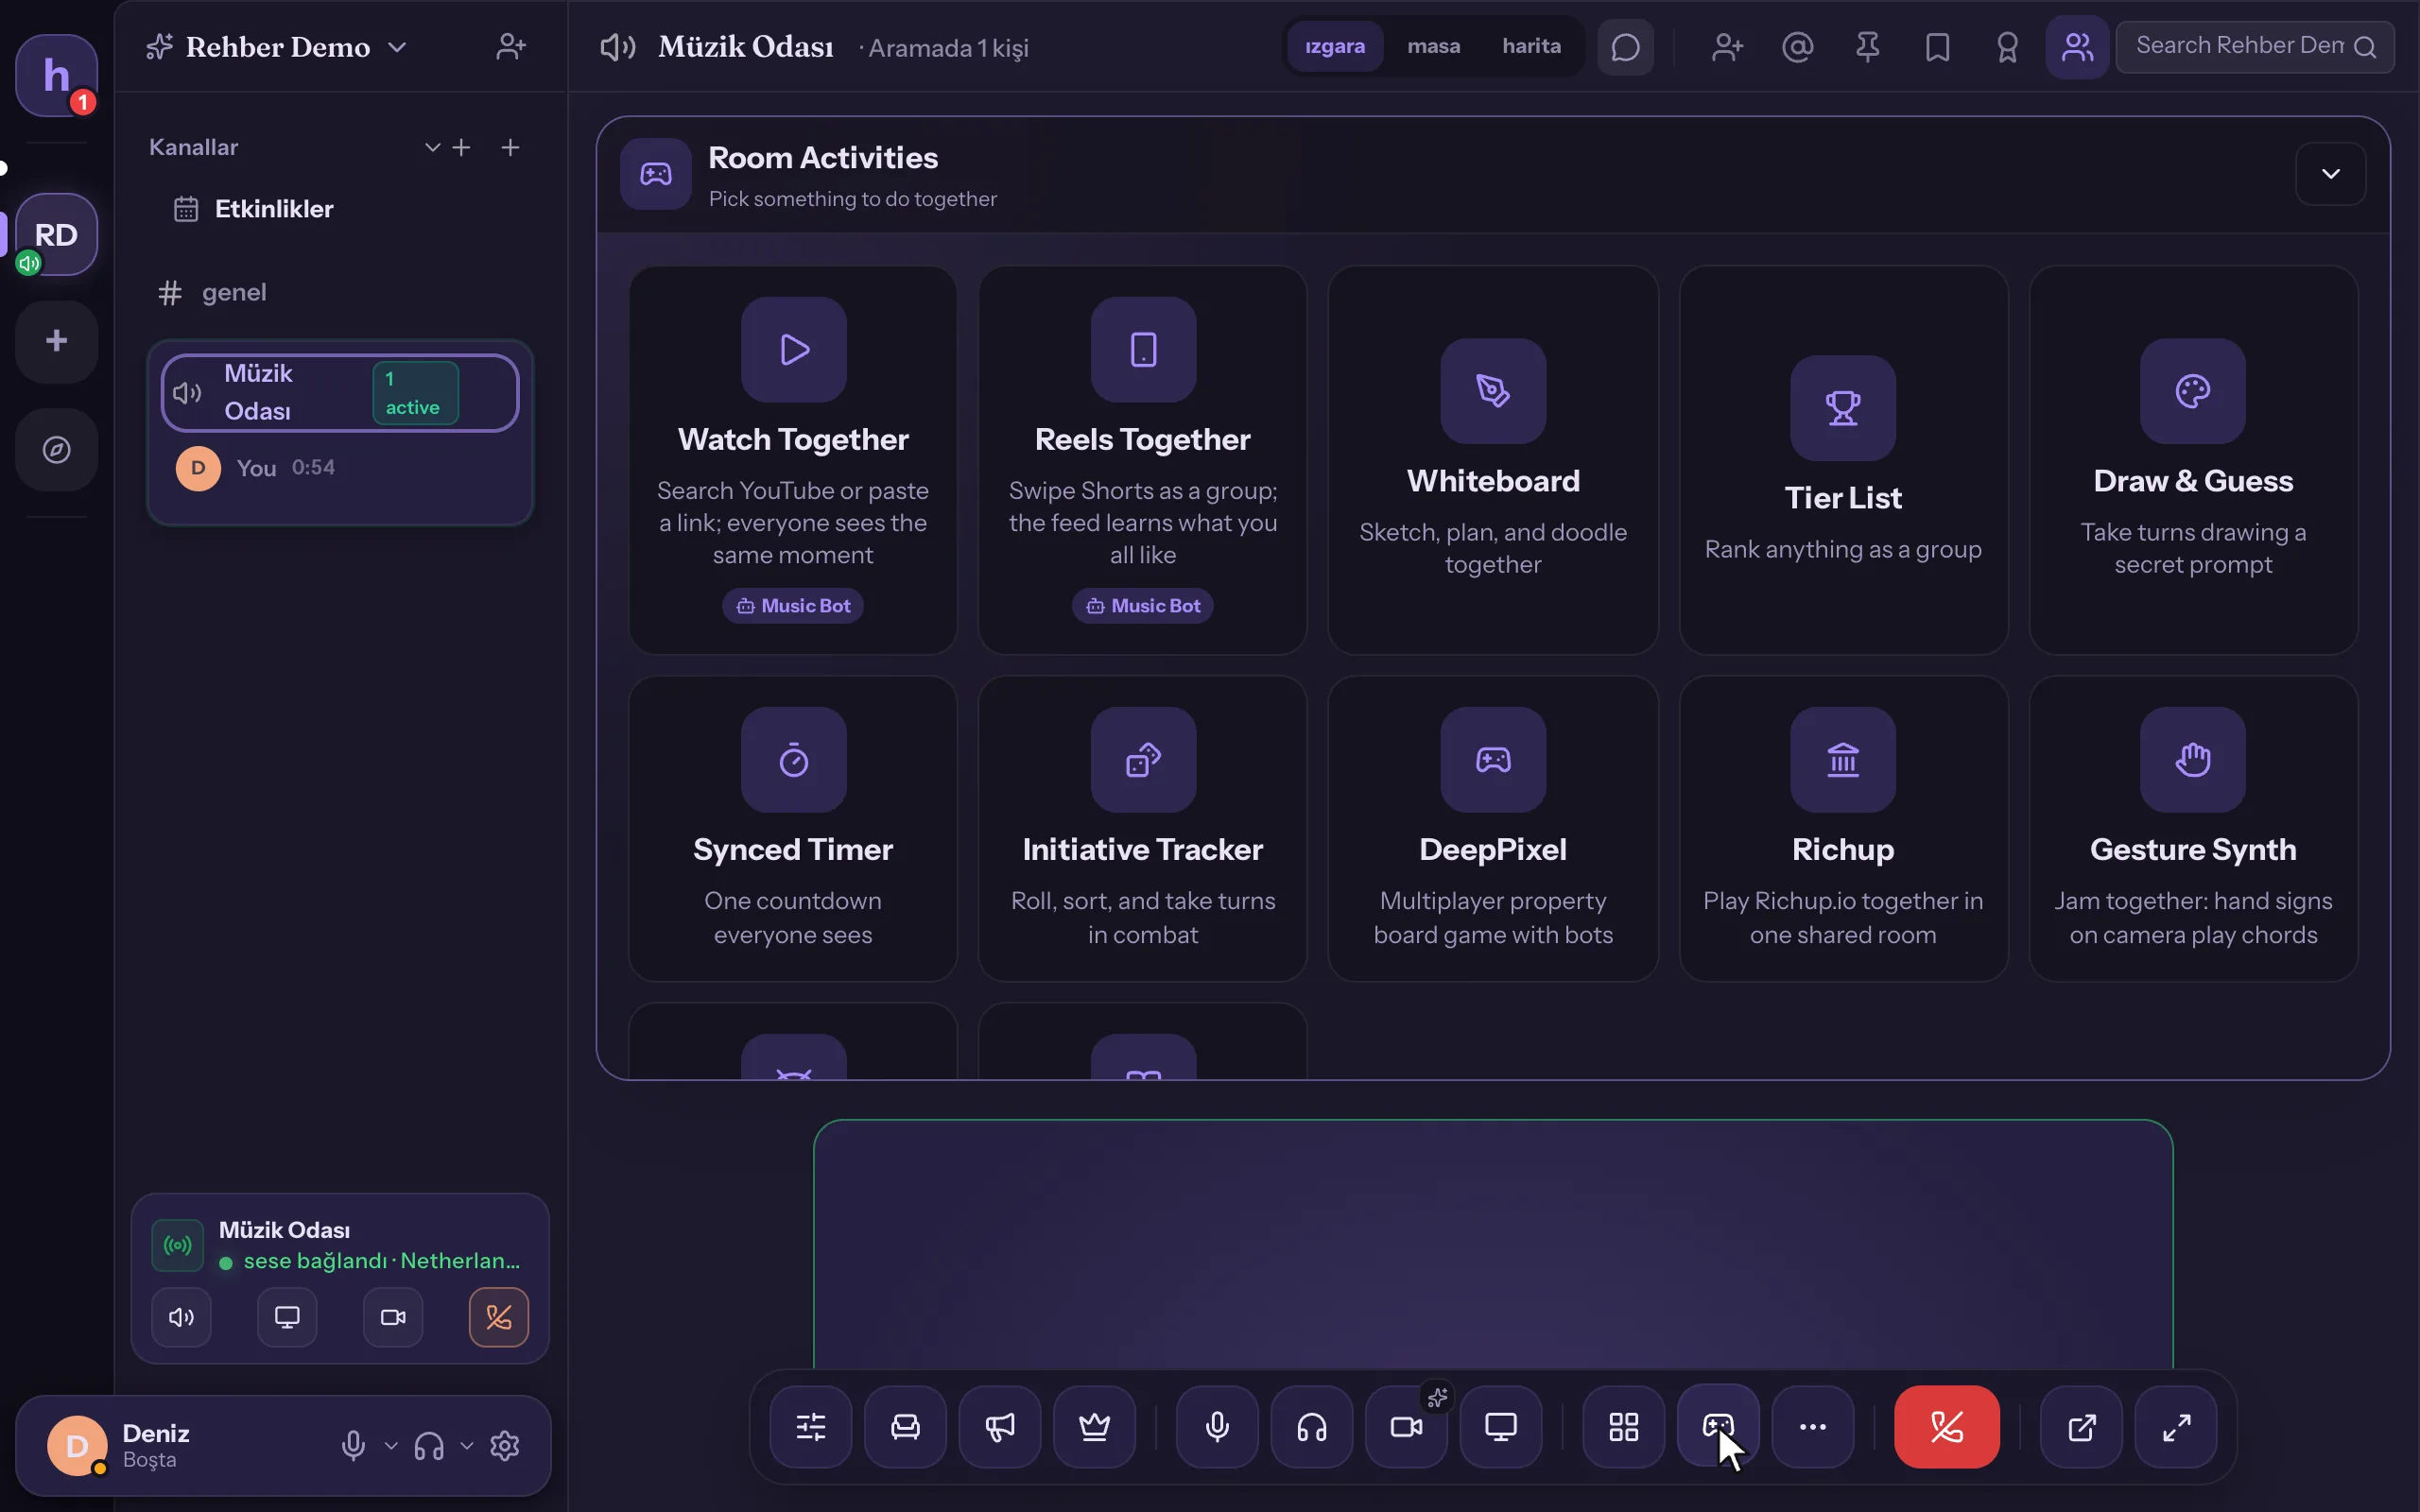 h
1
Rehber Demo
Müzik Odası
· Aramada 1 kişi
ızgara
masa
harita
Search Rehber Den
Kanallar
RD
Etkinlikler
genel
Müzik
Odası
1
active
D
You
0:54
Room Activities
Pick something to do together
Watch Together
Search YouTube or paste
a link; everyone sees the
same moment
Music Bot
Reels Together
Swipe Shorts as a group;
the feed learns what you
all like
Music Bot
Whiteboard
Sketch, plan, and doodle
together
Tier List
Rank anything as a group
Draw & Guess
Take turns drawing a
secret prompt
Synced Timer
One countdown
everyone sees
Initiative Tracker
Roll, sort, and take turns
in combat
DeepPixel
Multiplayer property
board game with bots
Richup
Play Richup.io together in
one shared room
Gesture Synth
Jam together: hand signs
on camera play chords
Müzik Odası
sese bağlandı · Netherlan...
D
Deniz
Boşta